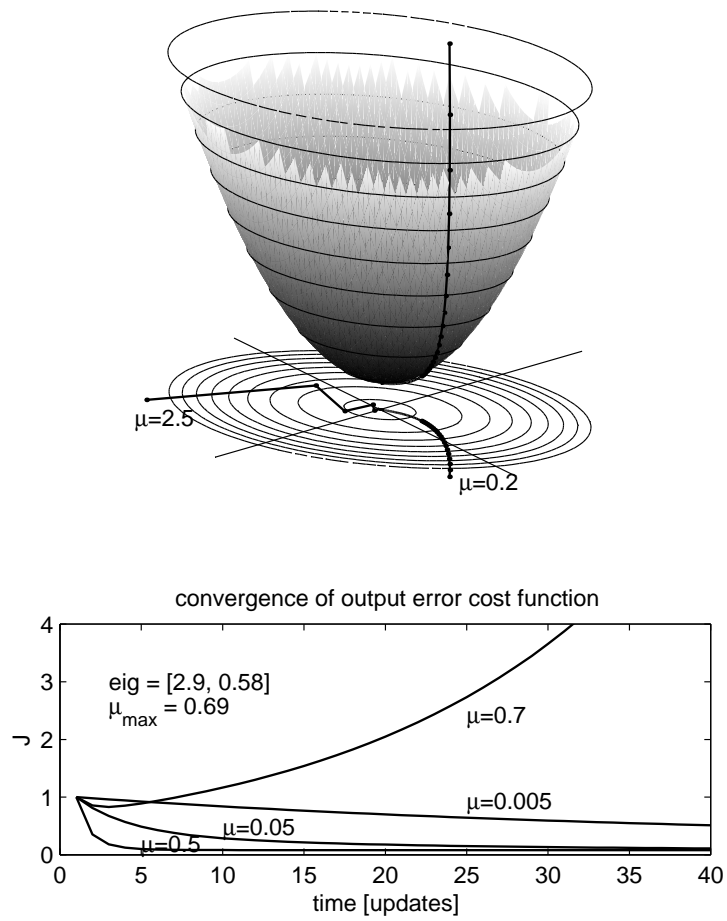 μ=2.5
μ=0.2
convergence of output error cost function
4
3
2
1
0
J
eig = [2.9, 0.58]
μmax = 0.69
μ=0.7
μ=0.005
μ=0.05
μ=0.5
0 5 10 15 20 25 30 35 40
time [updates]